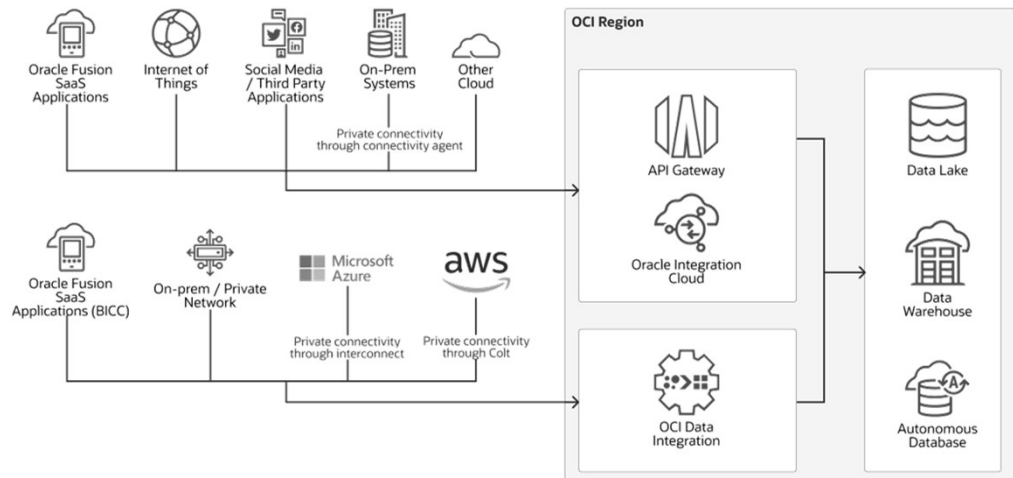 OCI Region
Oracle Fusion
SaaS
Applications
Internet of
Things
Social Media
/ Third Party
Applications
On-Prem
Systems
Other
Cloud
Private connectivity
through connectivity agent
API Gateway
Oracle Integration
Cloud
Data Lake
Oracle Fusion
SaaS
Applications (BICC)
On-prem / Private
Network
Microsoft
Azure
aws
Private connectivity
through interconnect
Private connectivity
through Colt
OCI Data
Integration
Data
Warehouse
A
Autonomous
Database